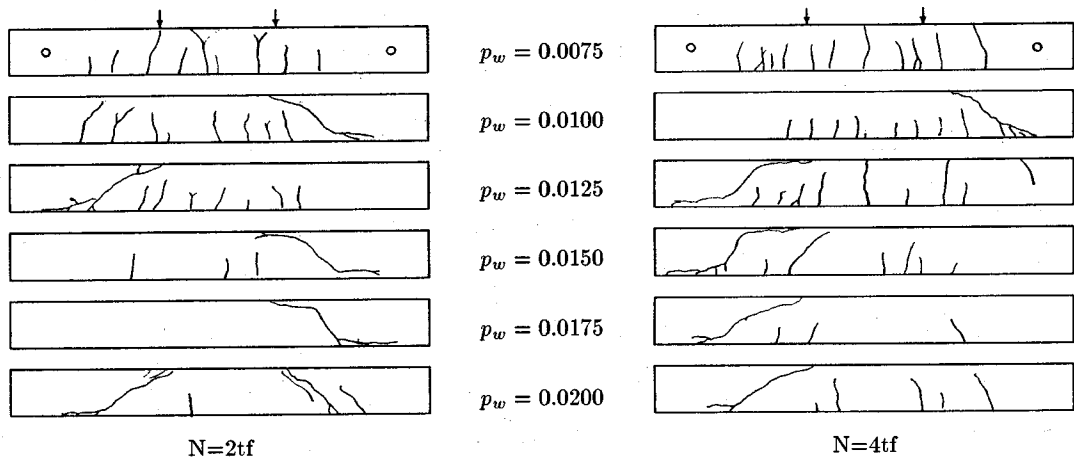 p_w = 0.0075
p_w = 0.0100
p_w = 0.0125
p_w = 0.0150
p_w = 0.0175
p_w = 0.0200
N=2tf
N=4tf